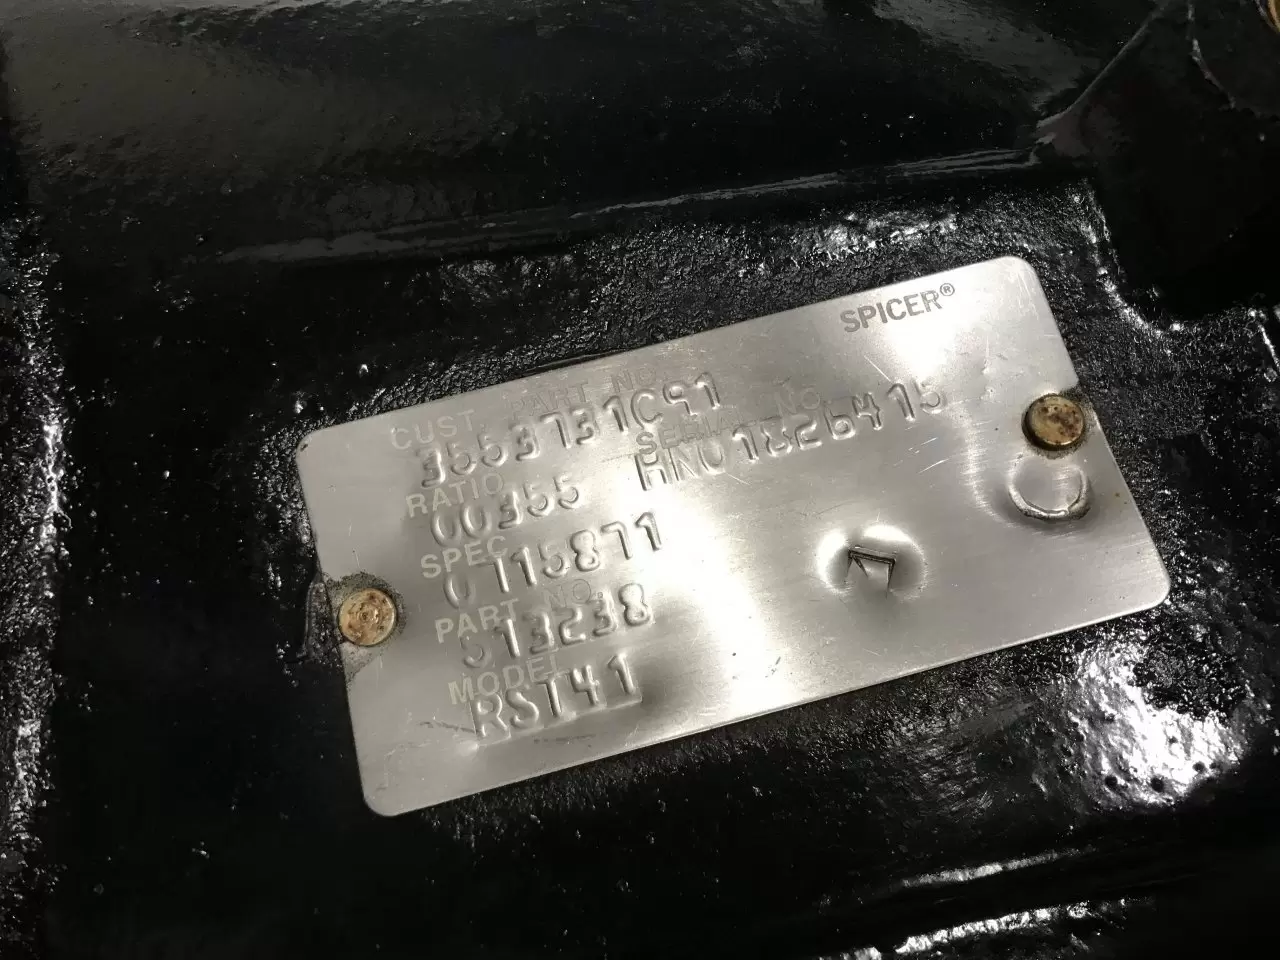 SPICER®
CUST. PART NO.
3553731C91
SERIAL NO.
RATIO
00355
HNU1826415
SPEC
0115871
PART NO.
513238
MODEL
RST41